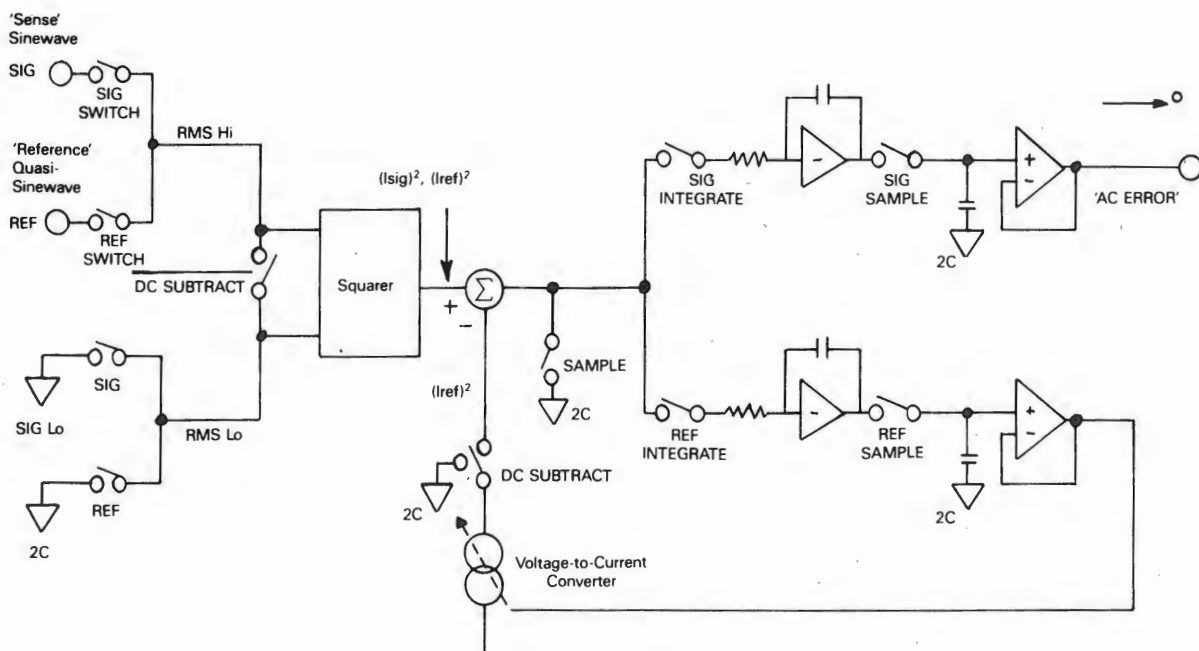 'Sense'
Sinewave
SIG
SIG
SWITCH
RMS Hi
'Reference'
Quasi-
Sinewave
REF
REF
SWITCH
DC SUBTRACT
Squarer
(Isig)², (Iref)²
+
−
Σ
(Iref)²
SAMPLE
2C
SIG
SIG Lo
RMS Lo
REF
2C
DC SUBTRACT
2C
Voltage-to-Current
Converter
SIG
INTEGRATE
-
SIG
SAMPLE
2C
+
-
o
'AC ERROR'
REF
INTEGRATE
-
REF
SAMPLE
2C
+
-